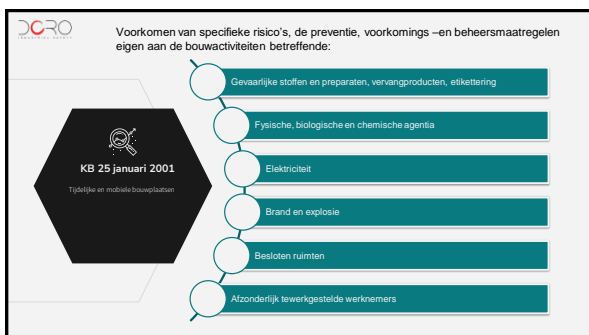 DORO
INDUSTRIAL SAFETY
Voorkomen van specifieke risico's, de preventie, voorkomings –en beheersmaatregelen
eigen aan de bouwactiviteiten betreffende:
KB 25 januari 2001
Tijdelijke en mobiele bouwplaatsen
Gevaarlijke stoffen en preparaten, vervangproducten, etikettering
Fysische, biologische en chemische agentia
Elektriciteit
Brand en explosie
Besloten ruimten
Afzonderlijk tewerkgestelde werknemers